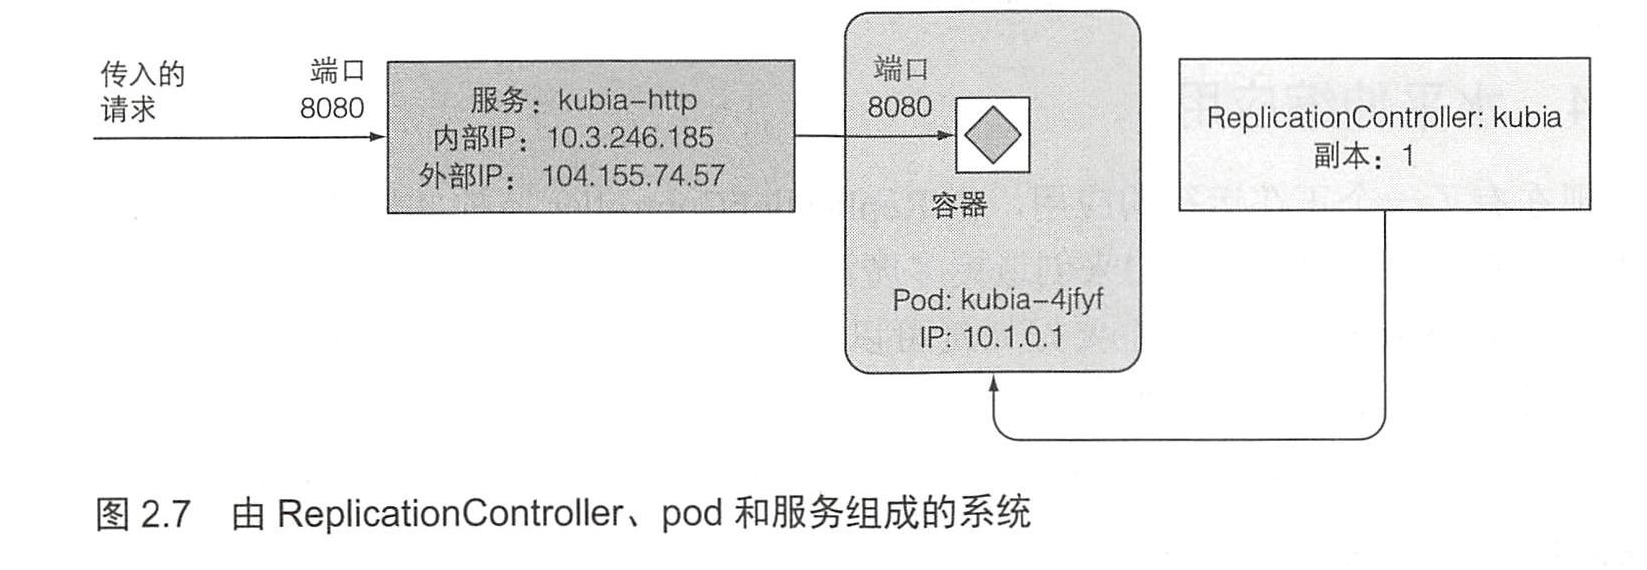 传入的
请求
端口
8080
服务：kubia-http
内部IP：10.3.246.185
外部IP：104.155.74.57
端口
8080
容器
Pod: kubia-4jfyf
IP: 10.1.0.1
ReplicationController: kubia
副本：1
图 2.7 由 ReplicationController、pod 和服务组成的系统